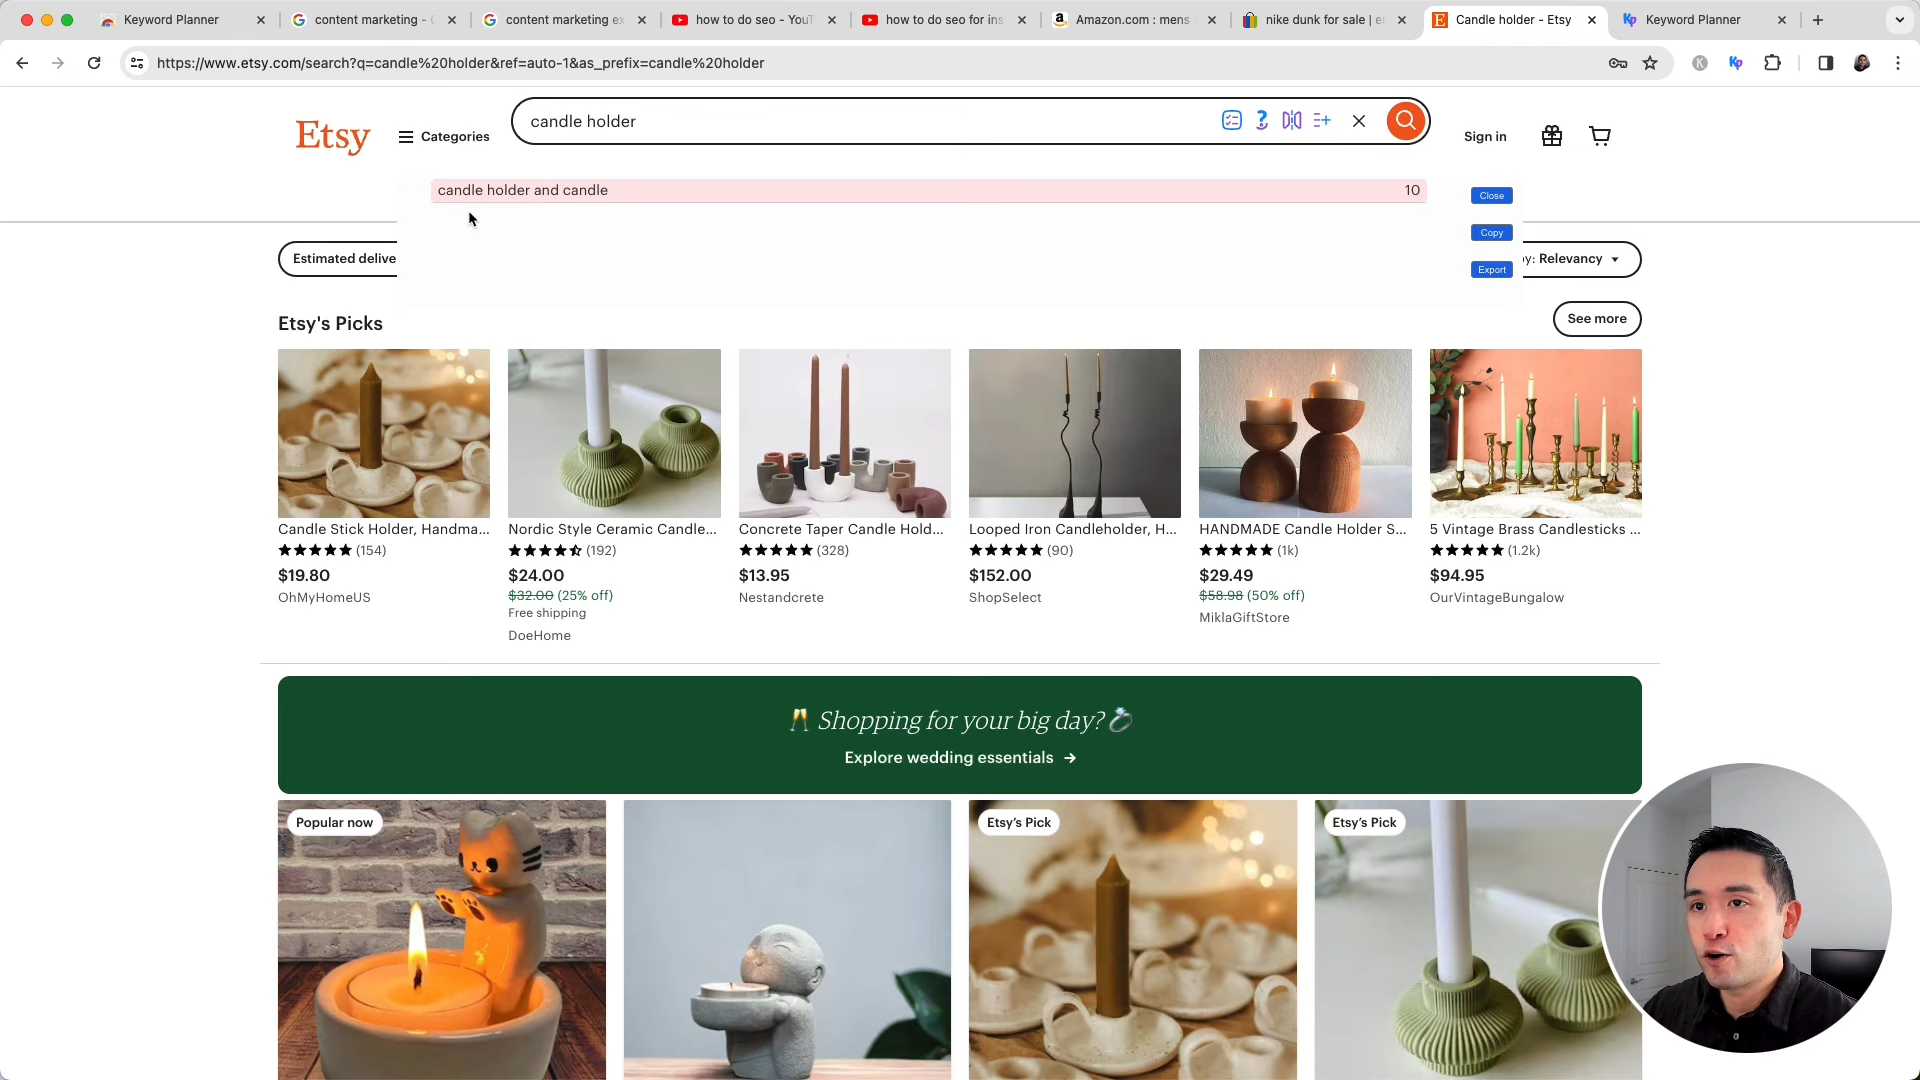 Keyword Planner
content marketing - G
content marketing ex
how to do seo - YouT
how to do seo for ins
Amazon.com : mens
nike dunk for sale | e
Candle holder - Etsy
Keyword Planner
https://www.etsy.com/search?q=candle%20holder&ref=auto-1&as_prefix=candle%20holder
Etsy
Categories
candle holder
Sign in
candle holder and candle 10
Close
Copy
Export
Estimated delive
by: Relevancy
Etsy's Picks
See more
Candle Stick Holder, Handma...
(154)
$19.80
OhMyHomeUS
Nordic Style Ceramic Candle...
(192)
$24.00
$32.00 (25% off)
Free shipping
DoeHome
Concrete Taper Candle Hold...
(328)
$13.95
Nestandcrete
Looped Iron Candleholder, H...
(90)
$152.00
ShopSelect
HANDMADE Candle Holder S...
(1k)
$29.49
$58.98 (50% off)
MiklaGiftStore
5 Vintage Brass Candlesticks ...
(1.2k)
$94.95
OurVintageBungalow
🥂 Shopping for your big day? 💍
Explore wedding essentials →
Popular now
Etsy's Pick
Etsy's Pick